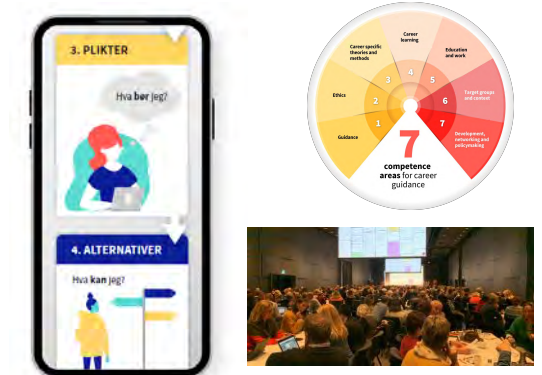 3. PLIKTER
Hva bør jeg?
4. ALTERNATIVER
Hva kan jeg?
Guidance
1
Ethics
2
Career specific
theories and
methods
3
Career
learning
4
Education
and work
5
Target groups
and context
6
Development,
networking and
policymaking
7
7
competence
areas for career
guidance